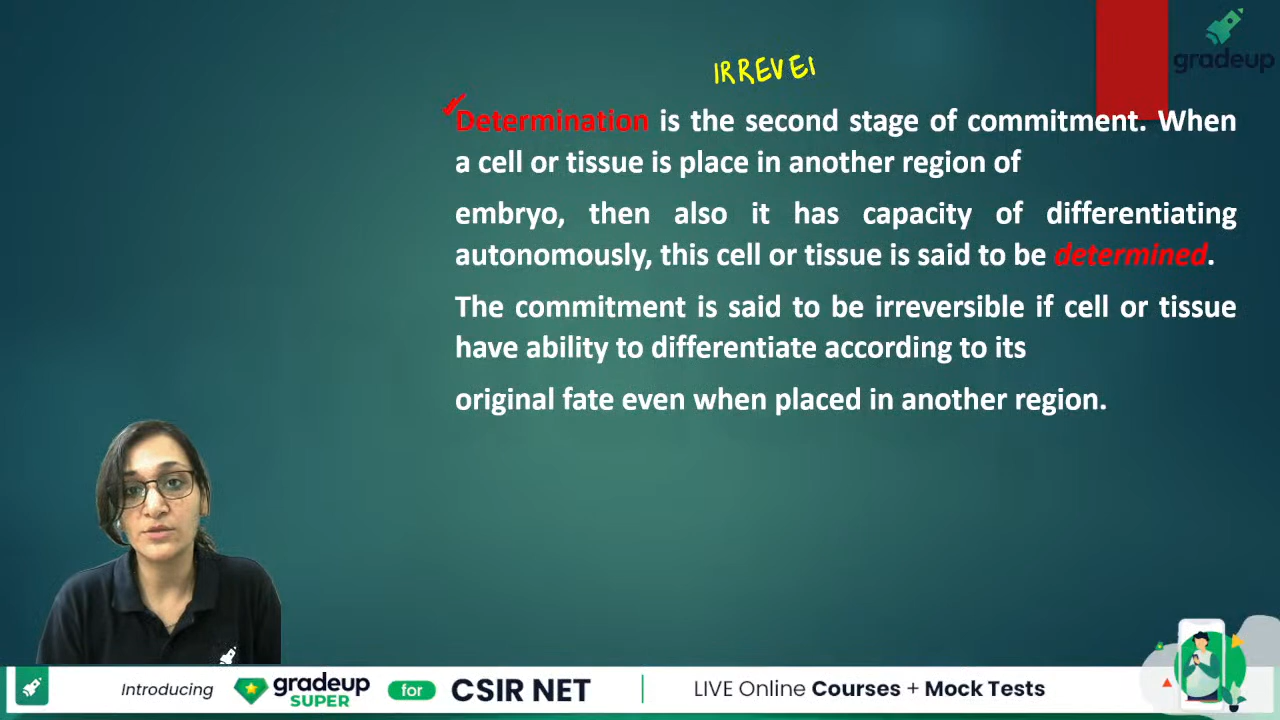 gradeup
IRREVEI
Determination is the second stage of commitment. When
a cell or tissue is place in another region of
embryo, then also it has capacity of differentiating
autonomously, this cell or tissue is said to be determined.
The commitment is said to be irreversible if cell or tissue
have ability to differentiate according to its
original fate even when placed in another region.
Introducing gradeup SUPER for CSIR NET LIVE Online Courses + Mock Tests